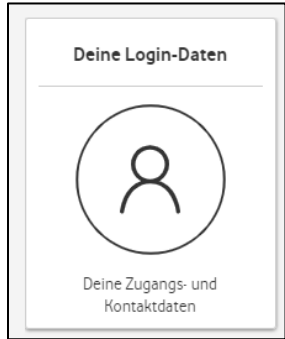 Deine Login-Daten
Deine Zugangs- und
Kontaktdaten